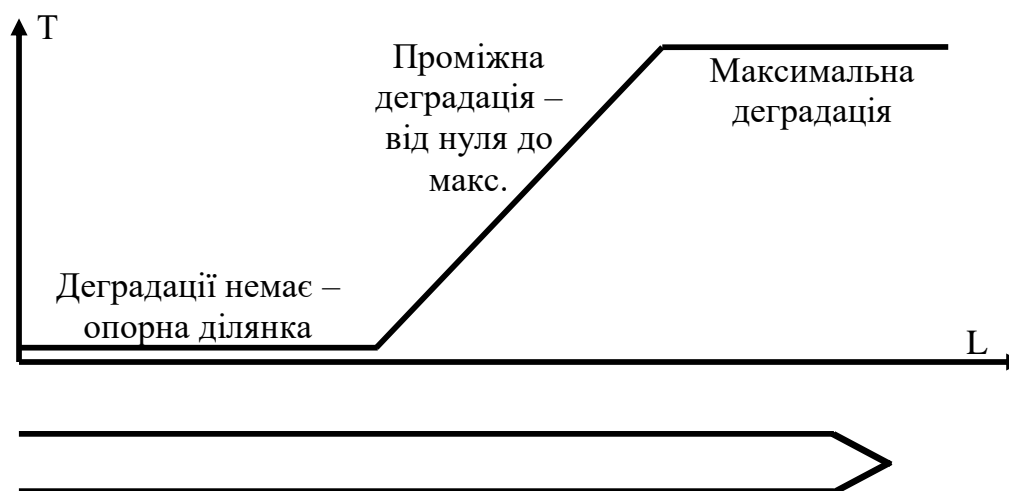 T
Проміжна
деградація –
від нуля до
макс.
Максимальна
деградація
Деградації немає –
опорна ділянка
L